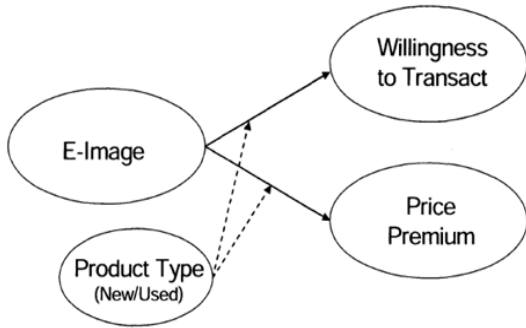 Willingness
to Transact
E-Image
Price
Premium
Product Type
(New/Used)